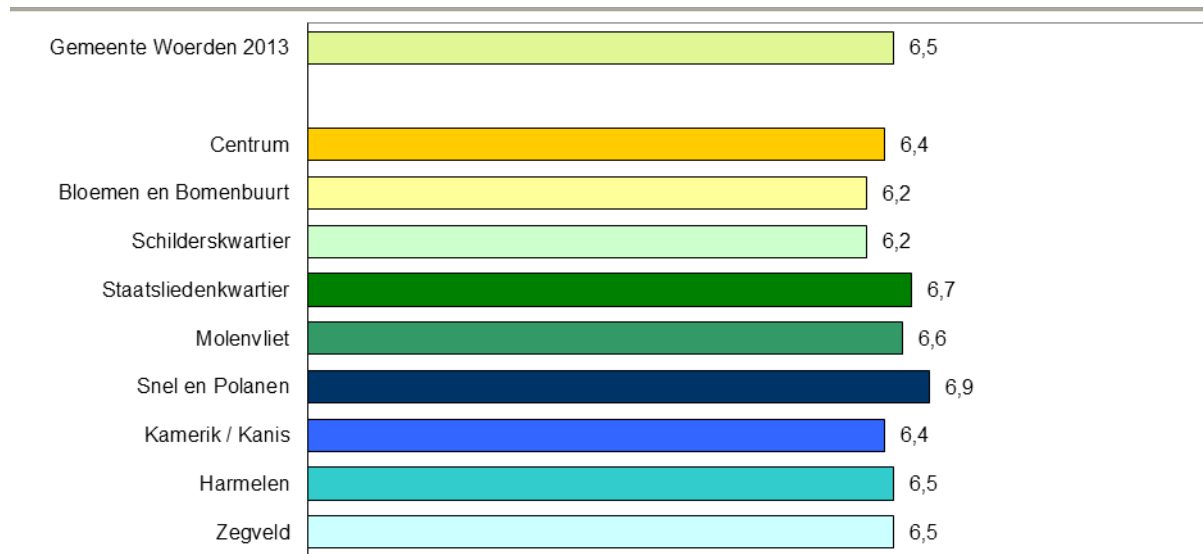 Gemeente Woerden 2013 6,5
Centrum 6,4
Bloemen en Bomenbuurt 6,2
Schilderskwartier 6,2
Staatsliedenkwartier 6,7
Molenvliet 6,6
Snel en Polanen 6,9
Kamerik / Kanis 6,4
Harmelen 6,5
Zegveld 6,5